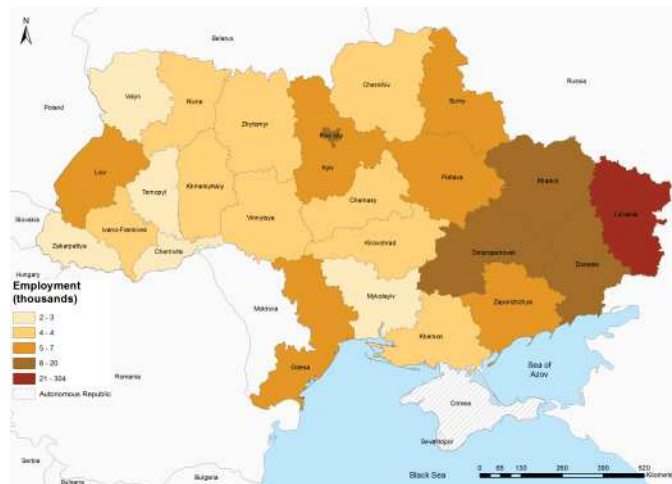 N
Belarus
Chernihiv
Russia
Volyn
Rivne
Sumy
Poland
Zhytomyr
Kyiv
Lviv
Poltava
Kharkiv
Luhansk
Ternopyl
Khmelnytskiy
Cherkasy
Slovakia
Ivano-Frankivsk
Vinnytsya
Zakarpattya
Chernivtsi
Kirovohrad
Dnipropetrovsk
Donetsk
Hungary
Employment
(thousands)
Moldova
Mykolayiv
Zaporizhzhya
2 - 3
4 - 4
Kherson
5 - 7
8 - 20
Odesa
Sea of
Azov
21 - 304
Romania
Autonomous Republic
Crimea
Sevastopol
Serbia
Bulgaria
Black Sea
0 65 130 260 390 520
Kilometers